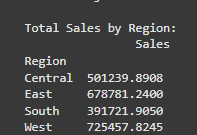 Total Sales by Region:
Sales
Region
Central 501239.8908
East 678781.2400
South 391721.9050
West 725457.8245